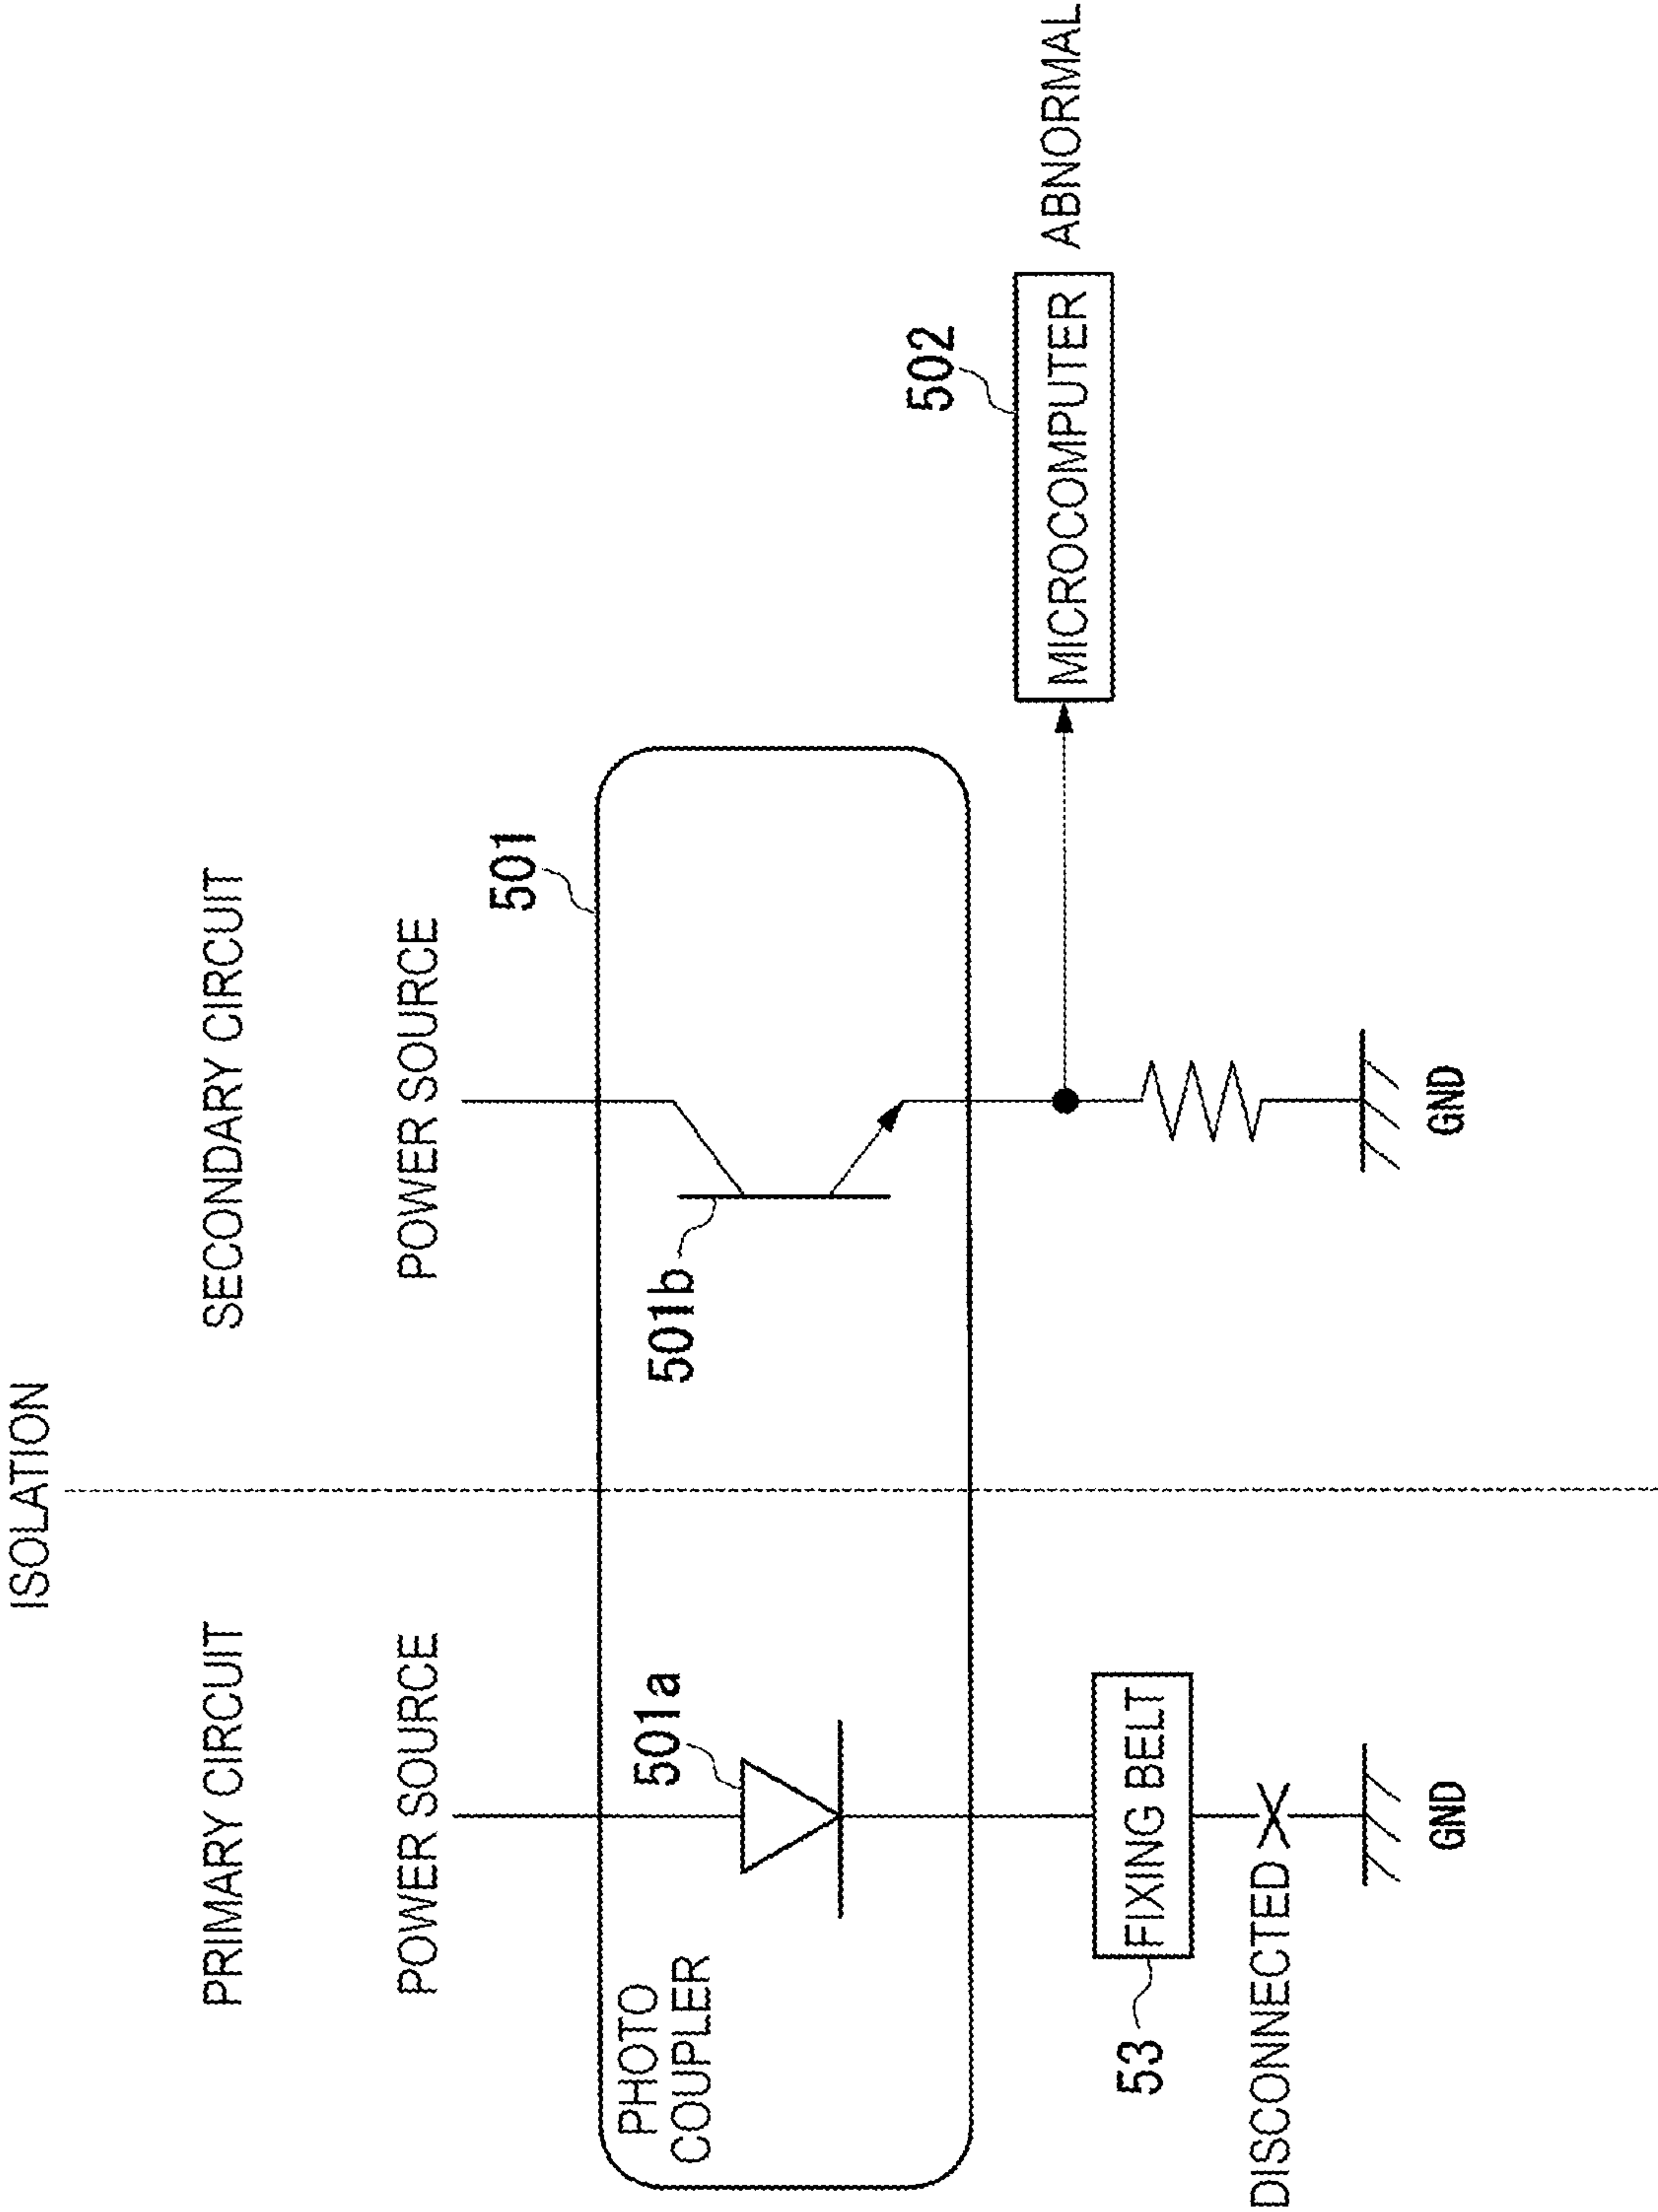 ISOLATION
PRIMARY CIRCUIT
SECONDARY CIRCUIT
POWER SOURCE
POWER SOURCE
501
PHOTO
COUPLER
501a
501b
502
53
FIXING BELT
MICROCOMPUTER
ABNORMAL
DISCONNECTED
GND
GND